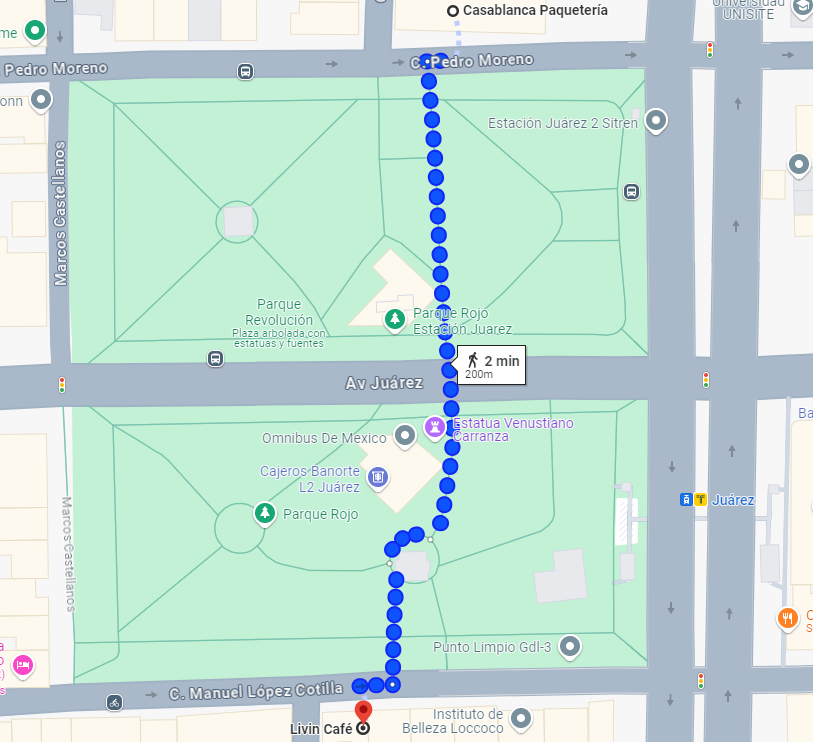 Casablanca Paquetería
Universidad
UNISITE
me
C. Pedro Moreno
Pedro Moreno
onn
Estación Juárez 2 Sitren
Marcos Castellanos
Parque
Revolución
Plaza arbolada con
estatuas y fuentes
Parque Rojo
Estación Juarez
2 min
200m
Av Juárez
Estatua Venustiano
Carranza
Ba
Omnibus De Mexico
Cajeros Banorte
L2 Juárez
Juárez
Parque Rojo
Marcos Castellanos
C
s
Punto Limpio Gdl-3
C. Manuel López Cotilla
Livin Café
Instituto de
Belleza Loccoco